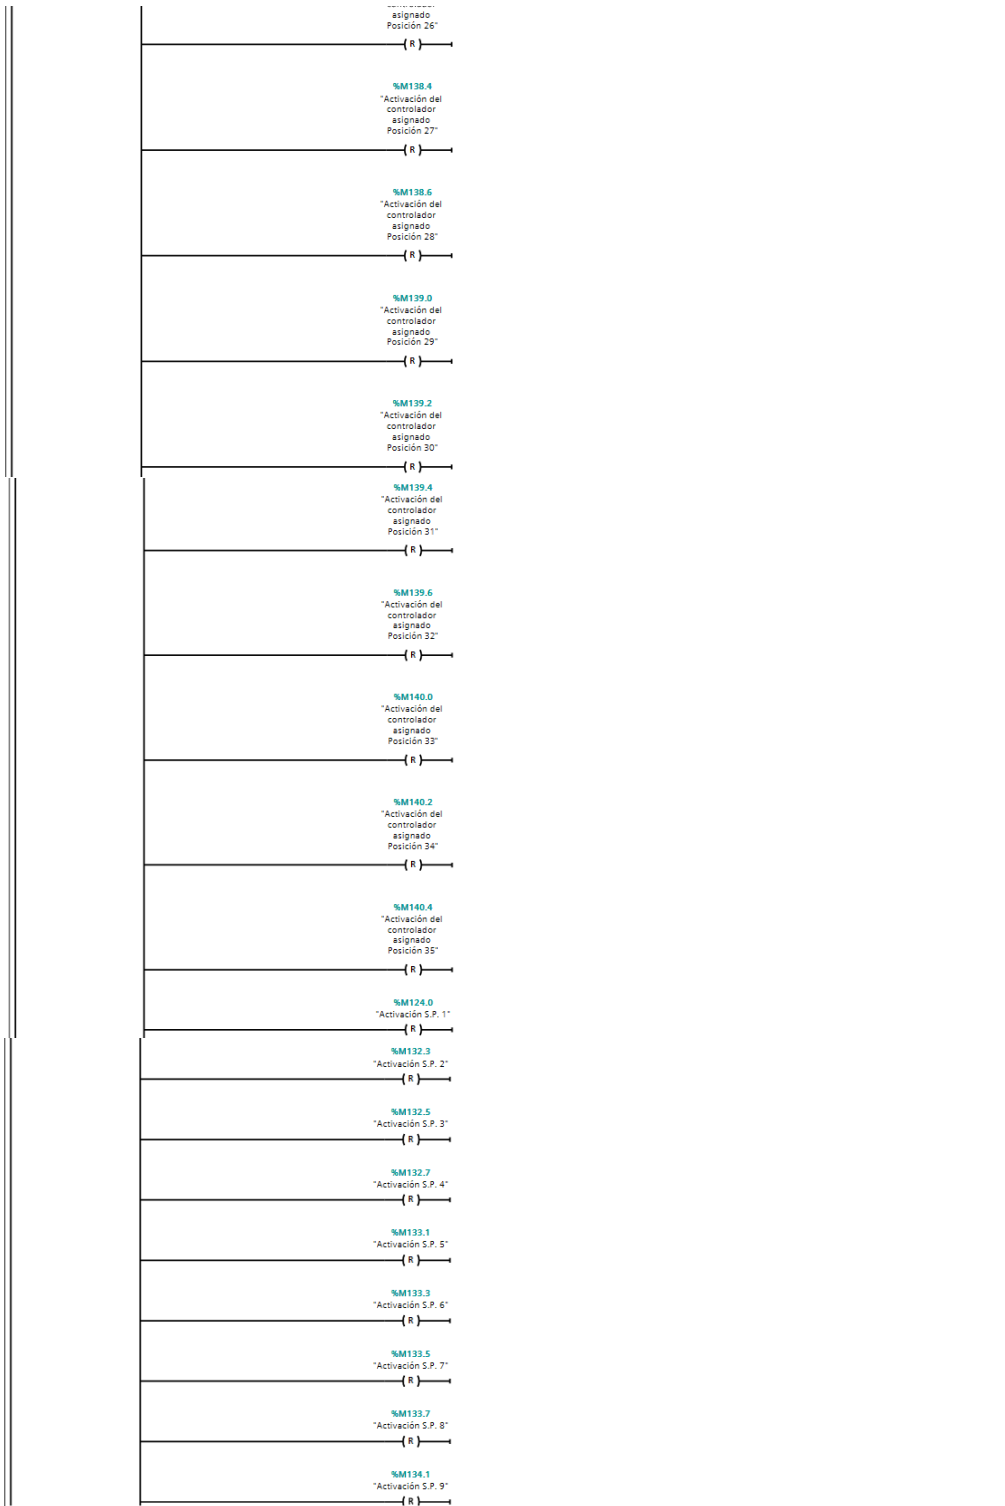 asignado
Posición 26"
( R )
%M138.4
"Activación del
controlador
asignado
Posición 27"
( R )
%M138.6
"Activación del
controlador
asignado
Posición 28"
( R )
%M139.0
"Activación del
controlador
asignado
Posición 29"
( R )
%M139.2
"Activación del
controlador
asignado
Posición 30"
( R )
%M139.4
"Activación del
controlador
asignado
Posición 31"
( R )
%M139.6
"Activación del
controlador
asignado
Posición 32"
( R )
%M140.0
"Activación del
controlador
asignado
Posición 33"
( R )
%M140.2
"Activación del
controlador
asignado
Posición 34"
( R )
%M140.4
"Activación del
controlador
asignado
Posición 35"
( R )
%M124.0
"Activación S.P. 1"
( R )
%M132.3
"Activación S.P. 2"
( R )
%M132.5
"Activación S.P. 3"
( R )
%M132.7
"Activación S.P. 4"
( R )
%M133.1
"Activación S.P. 5"
( R )
%M133.3
"Activación S.P. 6"
( R )
%M133.5
"Activación S.P. 7"
( R )
%M133.7
"Activación S.P. 8"
( R )
%M134.1
"Activación S.P. 9"
( R )